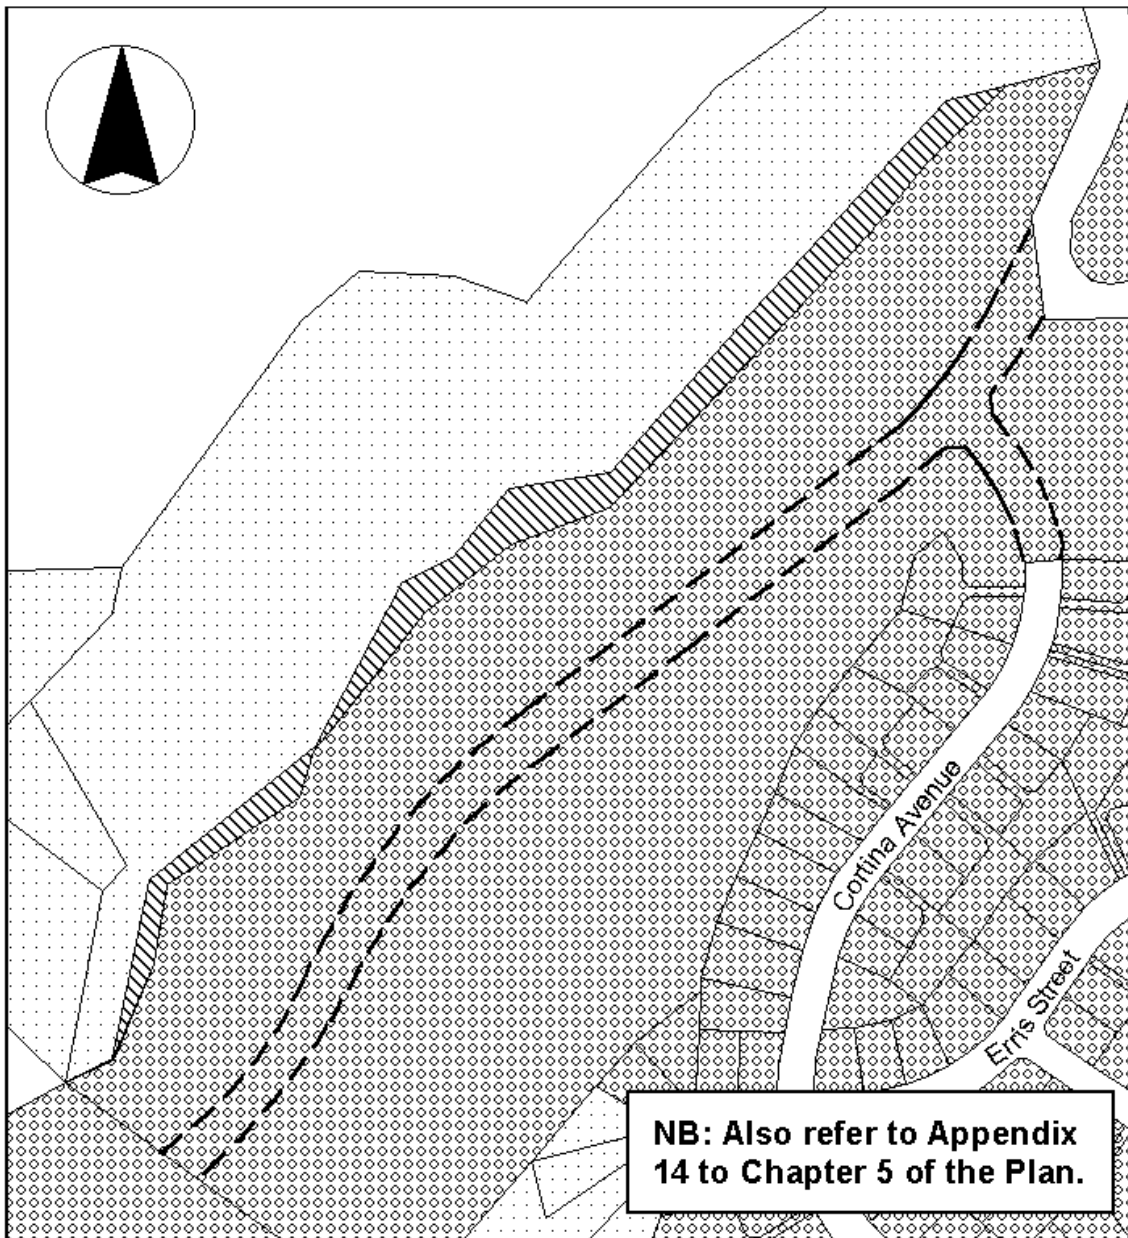 Cortina Avenue
Erris Street
NB: Also refer to Appendix
14 to Chapter 5 of the Plan.